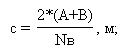 c = 2*(A+B) / Nв , м;